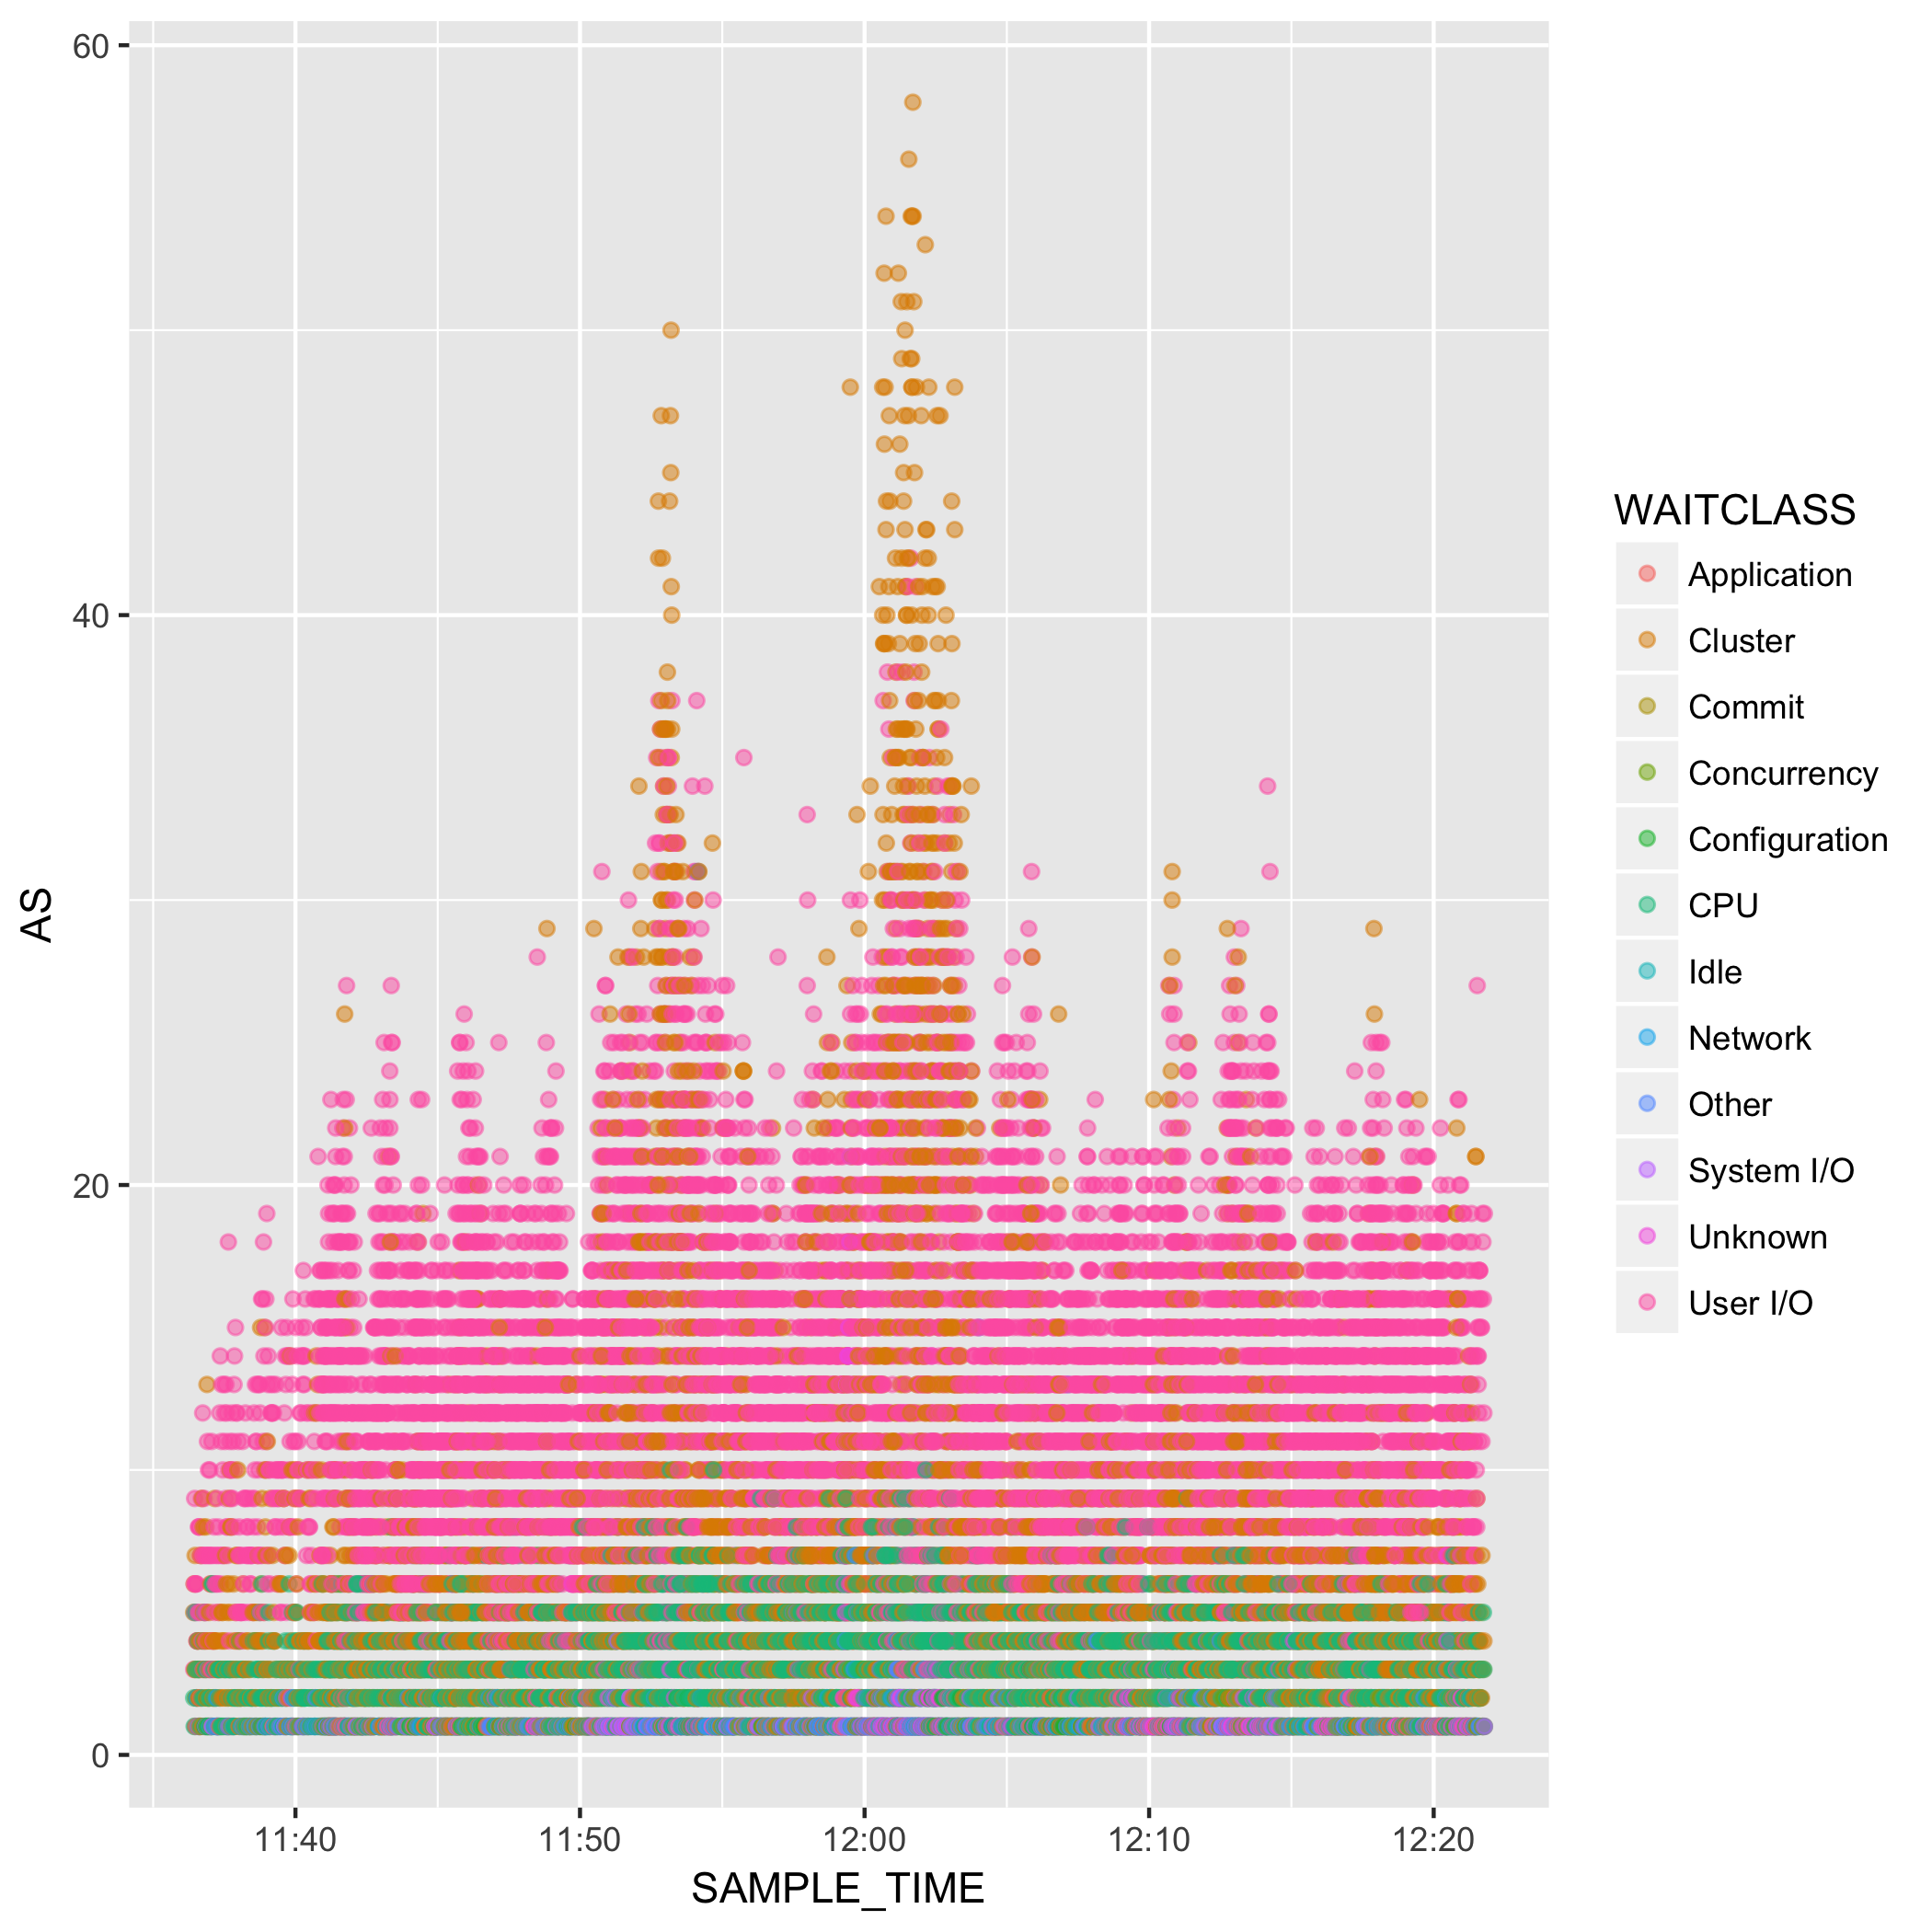 60
40
20
0
AS
11:40
11:50
12:00
12:10
12:20
SAMPLE_TIME
WAITCLASS
Application
Cluster
Commit
Concurrency
Configuration
CPU
Idle
Network
Other
System I/O
Unknown
User I/O